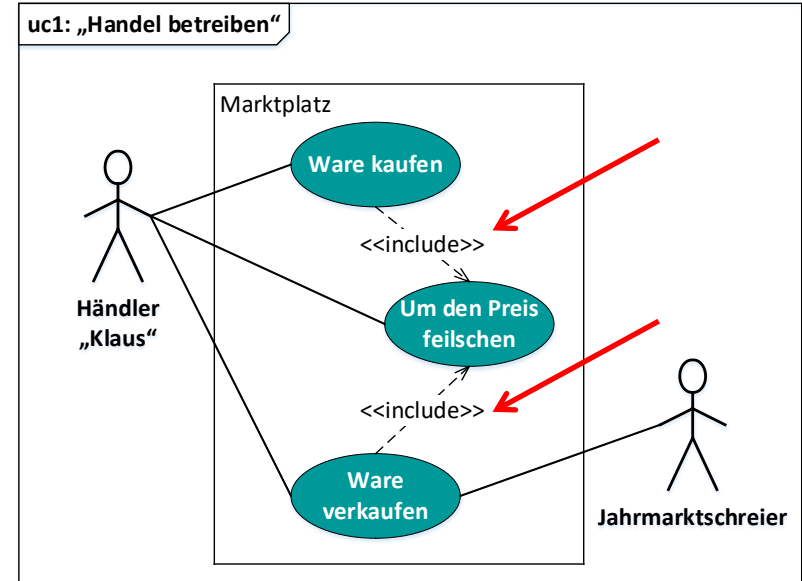 uc1: „Handel betreiben“
Marktplatz
Ware kaufen
<<include>>
Händler
„Klaus“
Um den Preis
feilschen
<<include>>
Ware
verkaufen
Jahrmarktschreier